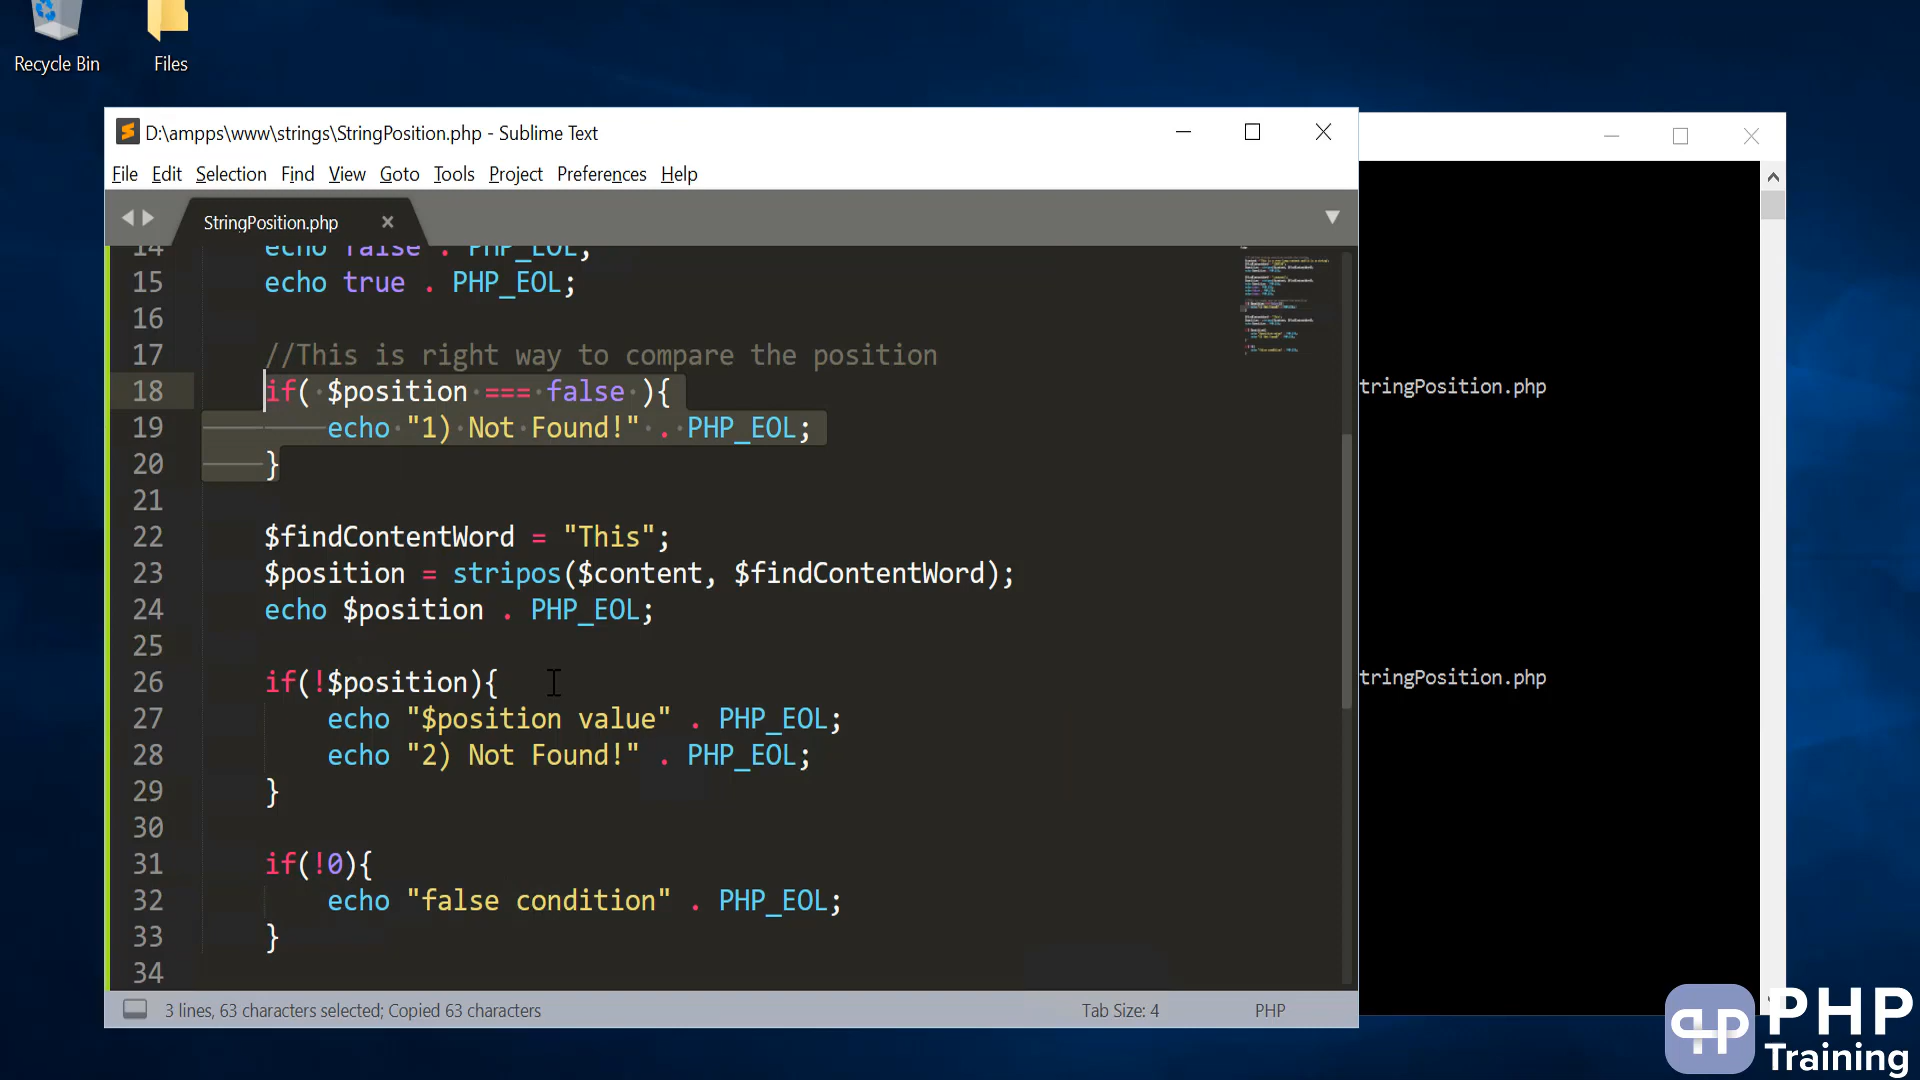 Recycle Bin
Files
D:\ampps\www\strings\StringPosition.php - Sublime Text
File Edit Selection Find View Goto Tools Project Preferences Help
StringPosition.php
14 echo false . PHP_EOL;
15 echo true . PHP_EOL;
16
17 //This is right way to compare the position
18 if( $position === false ){
19 echo "1) Not Found!" . PHP_EOL;
20 }
21
22 $findContentWord = "This";
23 $position = stripos($content, $findContentWord);
24 echo $position . PHP_EOL;
25
26 if(!$position){
27 echo "$position value" . PHP_EOL;
28 echo "2) Not Found!" . PHP_EOL;
29 }
30
31 if(!0){
32 echo "false condition" . PHP_EOL;
33 }
34
3 lines, 63 characters selected; Copied 63 characters
Tab Size: 4
PHP
tringPosition.php
tringPosition.php
PHP
Training